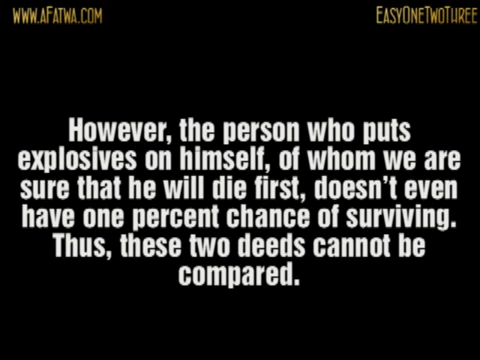 www.aFatwa.com
EasyOneTwoThree
However, the person who puts
explosives on himself, of whom we are
sure that he will die first, doesn't even
have one percent chance of surviving.
Thus, these two deeds cannot be
compared.